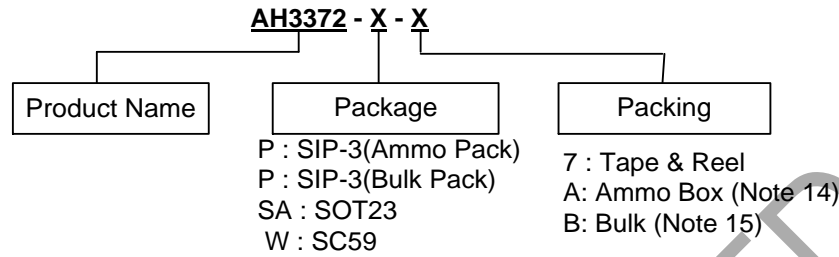 AH3372 - X - X
Product Name
Package
Packing
P : SIP-3(Ammo Pack)
P : SIP-3(Bulk Pack)
SA : SOT23
W : SC59
7 : Tape & Reel
A: Ammo Box (Note 14)
B: Bulk (Note 15)